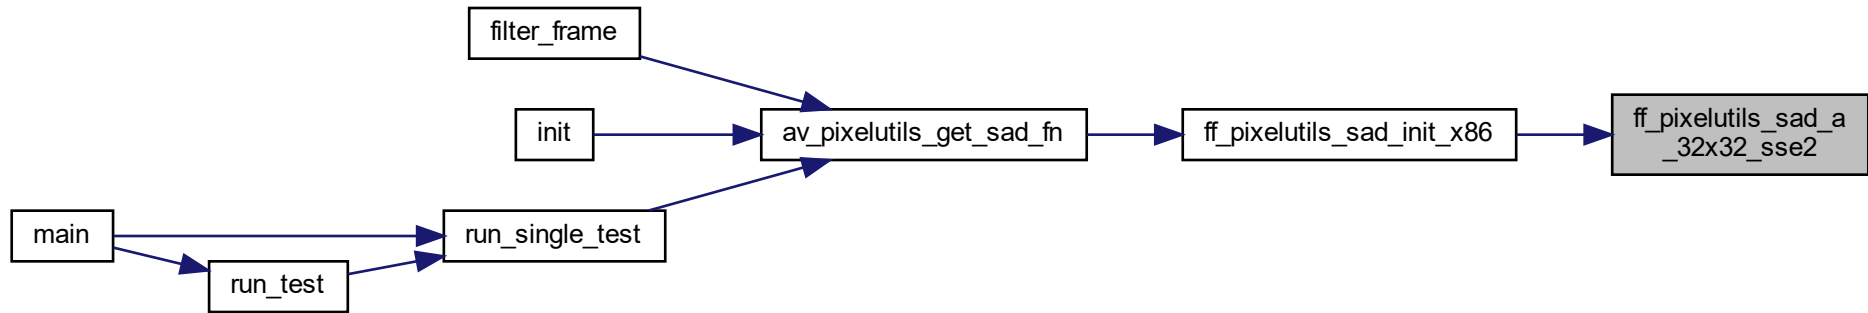 filter_frame
init
av_pixelutils_get_sad_fn
ff_pixelutils_sad_init_x86
ff_pixelutils_sad_a
_32x32_sse2
main
run_single_test
run_test